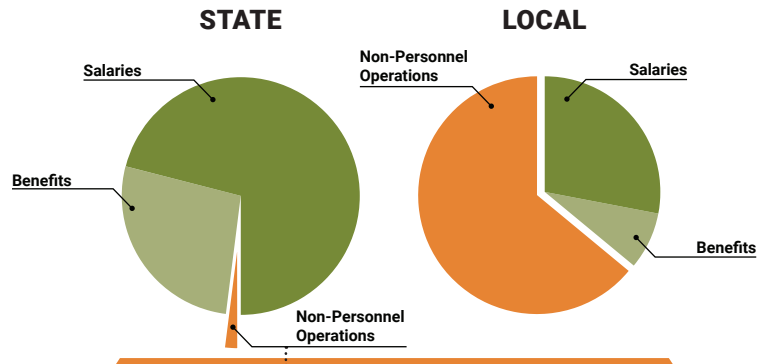 STATE
Salaries
Benefits
Non-Personnel
Operations
LOCAL
Non-Personnel
Operations
Salaries
Benefits